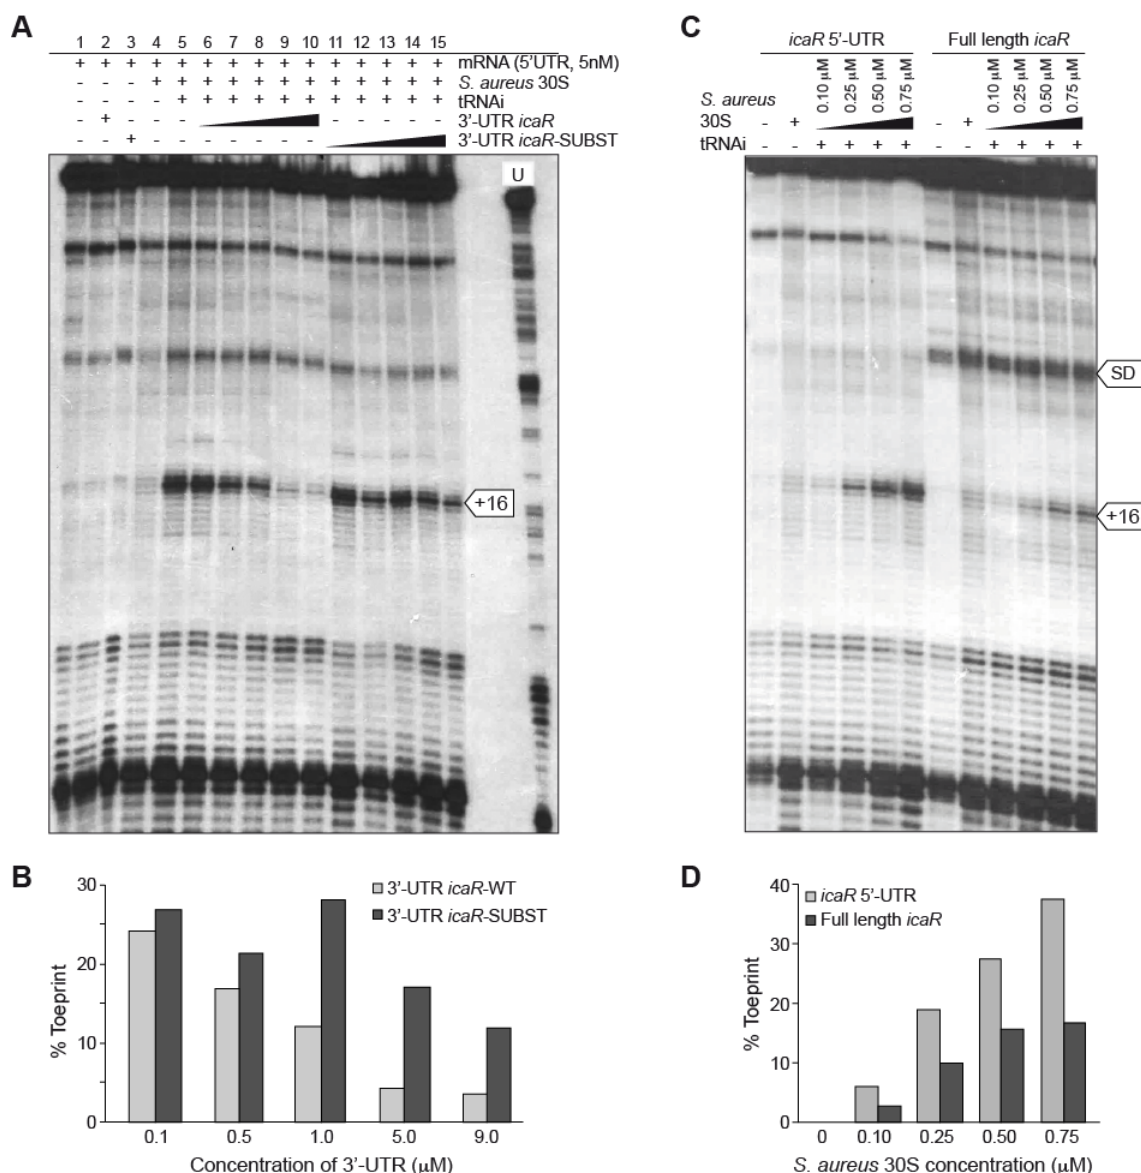 A
1 2 3 4 5 6 7 8 9 10 11 12 13 14 15
+ + + + + + + + + + + + + + + mRNA (5'UTR, 5nM)
- - - + + + + + + + + + + + + S. aureus 30S
- - - - + + + + + + + + + + + tRNAi
- + - - - - - - - - 3'-UTR icaR
- - + - - - - - - - 3'-UTR icaR-SUBST
U
+16
B
30
20
10
0
% Toeprint
3'-UTR icaR-WT
3'-UTR icaR-SUBST
0.1 0.5 1.0 5.0 9.0
Concentration of 3'-UTR (μM)
C
icaR 5'-UTR Full length icaR
0.10 μM 0.25 μM 0.50 μM 0.75 μM 0.10 μM 0.25 μM 0.50 μM 0.75 μM
S. aureus
30S - + - +
tRNAi - - + + + + - - + + + +
SD
+16
D
40
30
20
10
0
% Toeprint
icaR 5'-UTR
Full length icaR
0 0.10 0.25 0.50 0.75
S. aureus 30S concentration (μM)